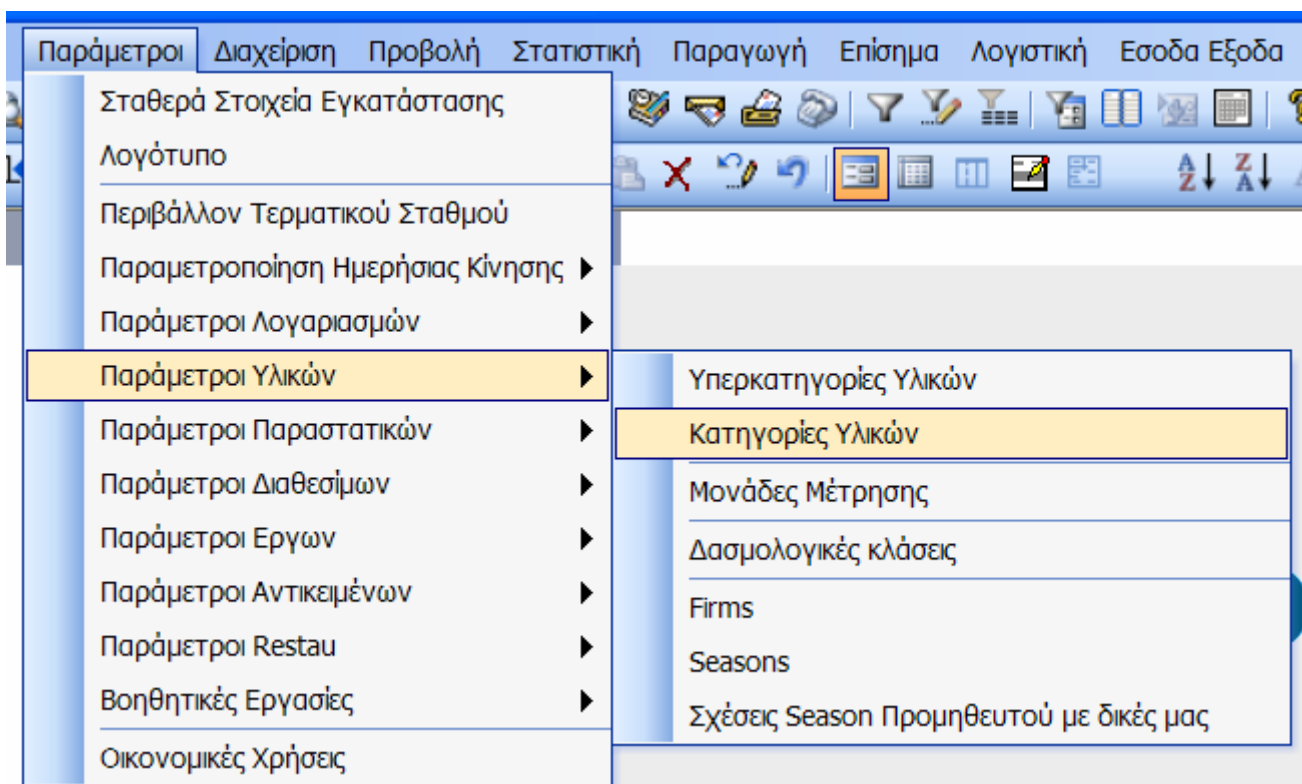 Παράμετροι Διαχείριση Προβολή Στατιστική Παραγωγή Επίσημα Λογιστική Εσοδα Εξοδα
Σταθερά Στοιχεία Εγκατάστασης
Λογότυπο
Περιβάλλον Τερματικού Σταθμού
Παραμετροποίηση Ημερήσιας Κίνησης
Παράμετροι Λογαριασμών
Παράμετροι Υλικών
Παράμετροι Παραστατικών
Παράμετροι Διαθεσίμων
Παράμετροι Εργων
Παράμετροι Αντικειμένων
Παράμετροι Restau
Βοηθητικές Εργασίες
Οικονομικές Χρήσεις
Υπερκατηγορίες Υλικών
Κατηγορίες Υλικών
Μονάδες Μέτρησης
Δασμολογικές κλάσεις
Firms
Seasons
Σχέσεις Season Προμηθευτού με δικές μας